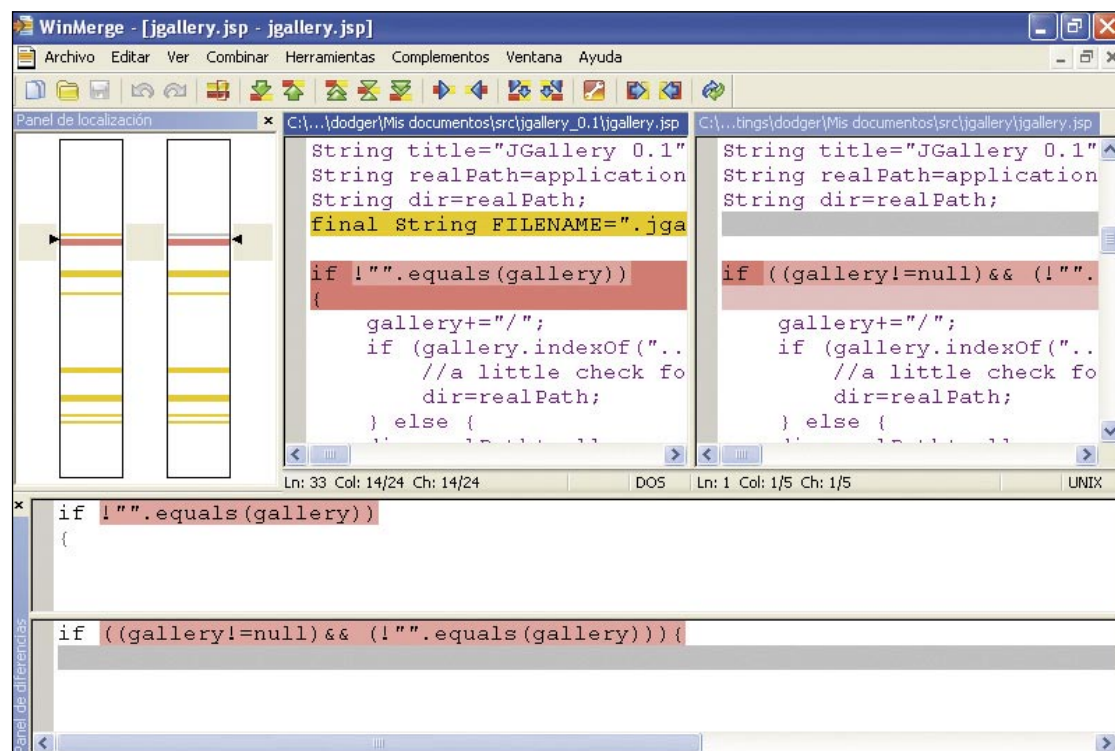 WinMerge - [jgallery.jsp - jgallery.jsp]
Archivo Editar Ver Combinar Herramientas Complementos Ventana Ayuda
Panel de localización
C:\...\dodger\Mis documentos\src\jgallery_0.1\jgallery.jsp
String title="JGallery 0.1"
String realPath=application
String dir=realPath;
final String FILENAME=".jga
if !"".equals(gallery))
{
gallery+="/";
if (gallery.indexOf("..
//a little check fo
dir=realPath;
} else {
Ln: 33 Col: 14/24 Ch: 14/24 DOS
C:\...tings\dodger\Mis documentos\src\jgallery\jgallery.jsp
String title="JGallery 0.1"
String realPath=application
String dir=realPath;
if ((gallery!=null)&& (!"".
gallery+="/";
if (gallery.indexOf("..
//a little check fo
dir=realPath;
} else {
Ln: 1 Col: 1/5 Ch: 1/5 UNIX
Panel de diferencias
if !"".equals(gallery))
{
if ((gallery!=null)&& (!"".equals(gallery))){